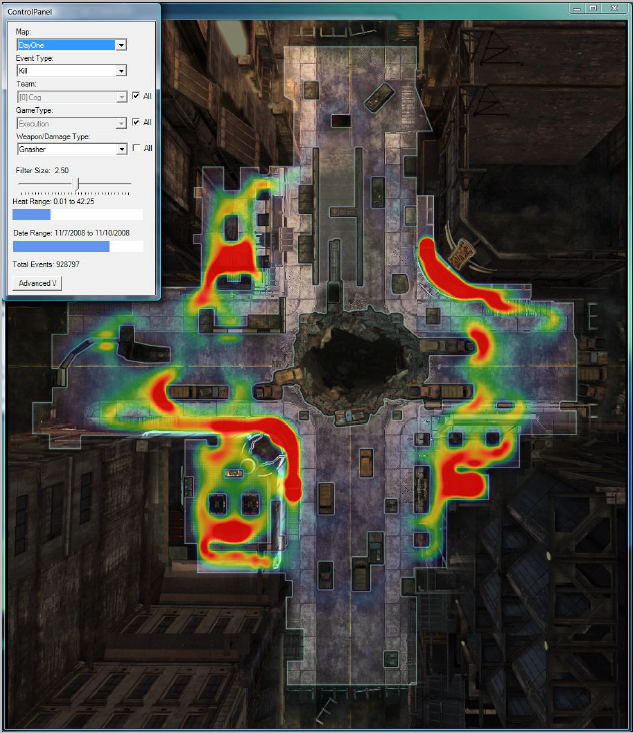 ControlPanel
Map:
DayOne
Event Type:
Kill
Team:
[0] Cog
All
GameType:
Execution
All
Weapon/Damage Type:
Gnasher
All
Filter Size: 2.50
Heat Range: 0.01 to 42.25
Date Range: 11/7/2008 to 11/10/2008
Total Events: 928797
Advanced \/